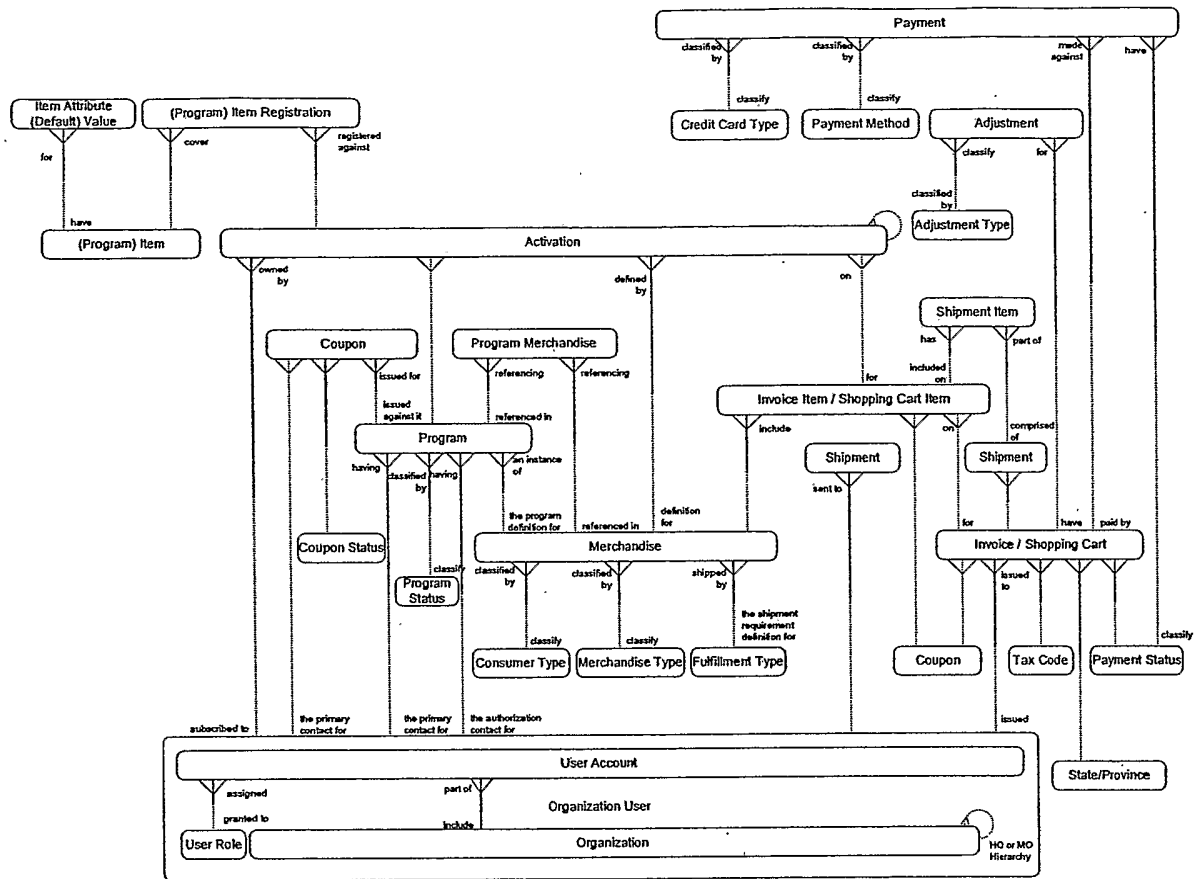 Payment
classified
by
classified
by
made
against
have
classify
classify
Credit Card Type
Payment Method
Adjustment
Item Attribute
(Default) Value
(Program) Item Registration
for
cover
registered
against
have
(Program) Item
classify
for
classified
by
Adjustment Type
Activation
owned
by
defined
by
on
Coupon
Program Merchandise
Shipment Item
issued for
referencing
referencing
has
part of
issued
against it
referenced in
for
included
on
Invoice Item / Shopping Cart Item
Program
include
on
comprised
of
having
classified
by
having
an instance
of
Shipment
Shipment
sent to
the program
definition for
referenced in
definition
for
for
have
paid by
Coupon Status
Merchandise
Invoice / Shopping Cart
classify
Program
Status
classified
by
classified
by
shipped
by
issued
to
the shipment
requirement
definition for
classify
classify
classify
Consumer Type
Merchandise Type
Fulfillment Type
Coupon
Tax Code
Payment Status
subscribed to
the primary
contact for
the primary
contact for
the authorization
contact for
issued
User Account
State/Province
assigned
part of
Organization User
granted to
include
User Role
Organization
HQ or MO
Hierarchy